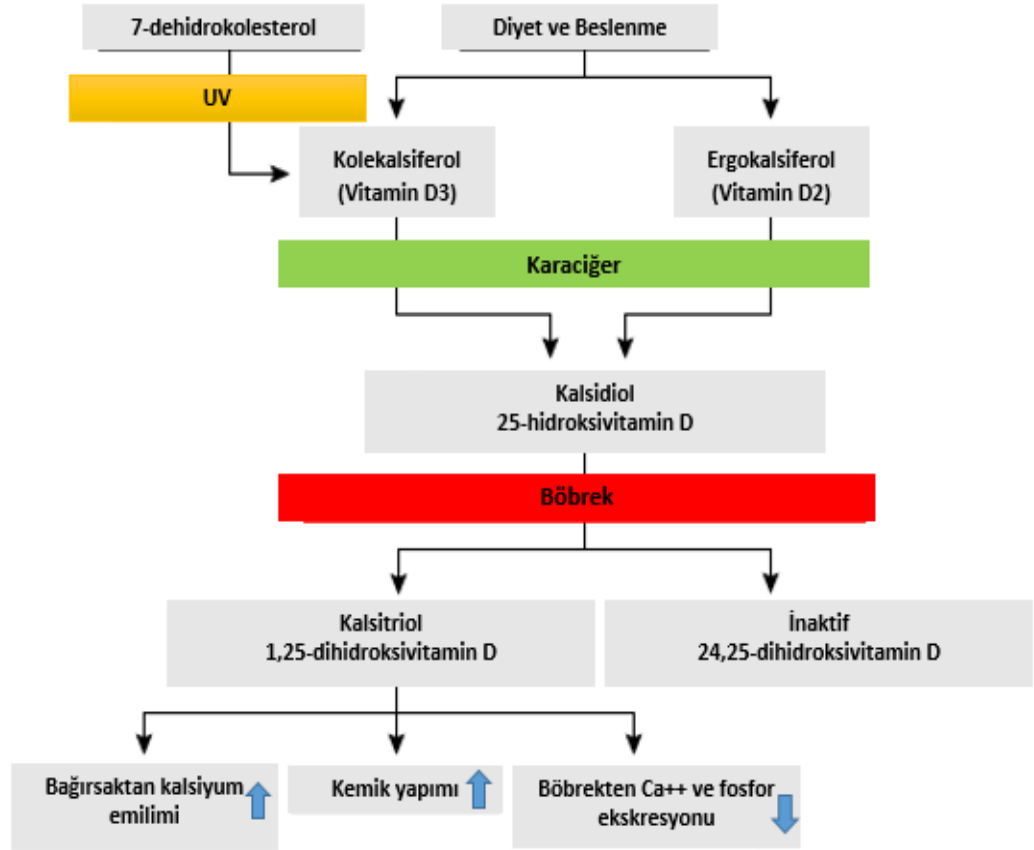 7-dehidrokolesterol
Diyet ve Beslenme
UV
Kolekalsiferol
(Vitamin D3)
Ergokalsiferol
(Vitamin D2)
Karaciğer
Kalsidiol
25-hidroksivitamin D
Böbrek
Kalsitriol
1,25-dihidroksivitamin D
İnaktif
24,25-dihidroksivitamin D
Bağırsaktan kalsiyum
emilimi
Kemik yapımı
Böbrekten Ca++ ve fosfor
ekskresyonu